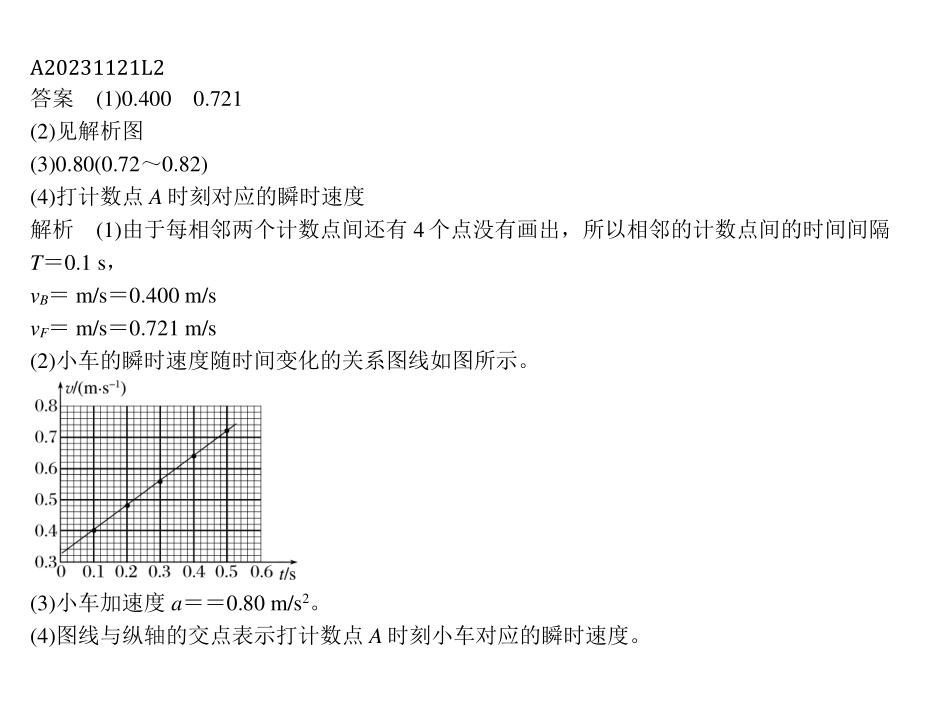 A20231121L2
答案 (1)0.400 0.721
(2)见解析图
(3)0.80(0.72～0.82)
(4)打计数点 A 时刻对应的瞬时速度
解析 (1)由于每相邻两个计数点间还有 4 个点没有画出，所以相邻的计数点间的时间间隔
T＝0.1 s，
vB＝ m/s＝0.400 m/s
vF＝ m/s＝0.721 m/s
(2)小车的瞬时速度随时间变化的关系图线如图所示。
v/(m·s⁻¹)
0.8
0.7
0.6
0.5
0.4
0.3
0 0.1 0.2 0.3 0.4 0.5 0.6 t/s
(3)小车加速度 a＝＝0.80 m/s²。
(4)图线与纵轴的交点表示打计数点 A 时刻小车对应的瞬时速度。